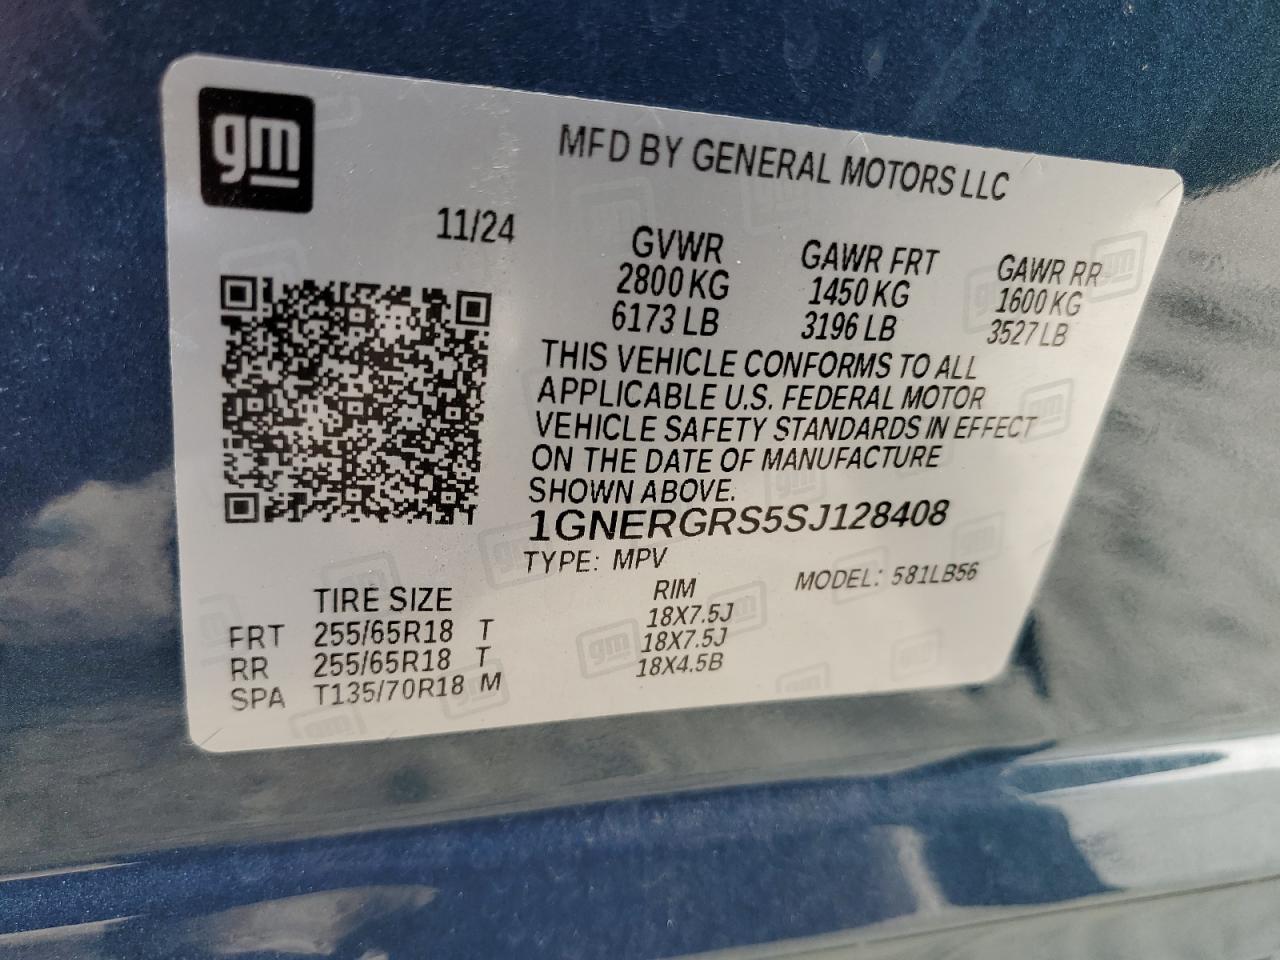 gm
MFD BY GENERAL MOTORS LLC
11/24
GVWR GAWR FRT GAWR RR
2800 KG 1450 KG 1600 KG
6173 LB 3196 LB 3527 LB
THIS VEHICLE CONFORMS TO ALL
APPLICABLE U.S. FEDERAL MOTOR
VEHICLE SAFETY STANDARDS IN EFFECT
ON THE DATE OF MANUFACTURE
SHOWN ABOVE.
1GNERGRS5SJ128408
TYPE: MPV MODEL: 581LB56
TIRE SIZE RIM
FRT 255/65R18 T 18X7.5J
RR 255/65R18 T 18X7.5J
SPA T135/70R18 M 18X4.5B